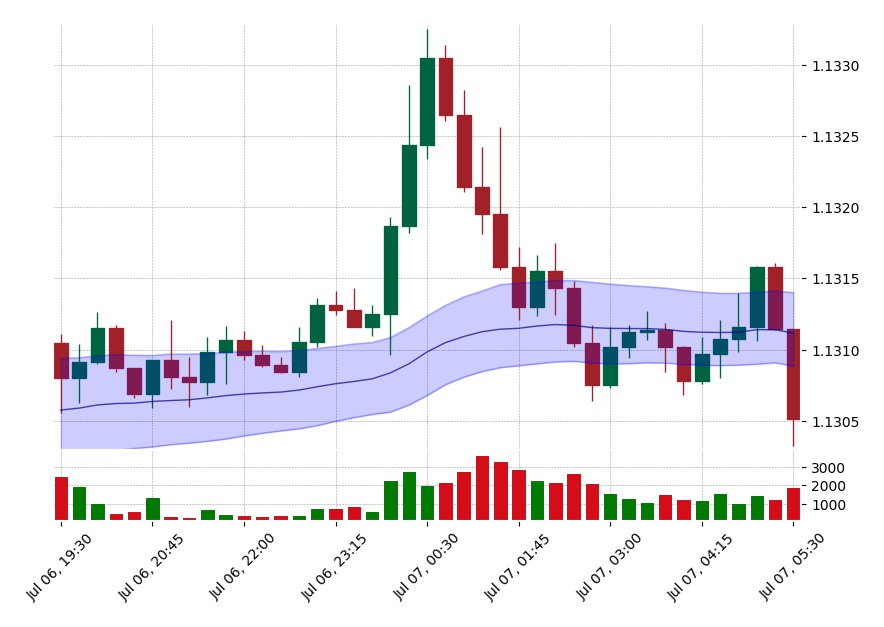 1.1330
1.1325
1.1320
1.1315
1.1310
1.1305
3000
2000
1000
Jul 06, 19:30
Jul 06, 20:45
Jul 06, 22:00
Jul 06, 23:15
Jul 07, 00:30
Jul 07, 01:45
Jul 07, 03:00
Jul 07, 04:15
Jul 07, 05:30